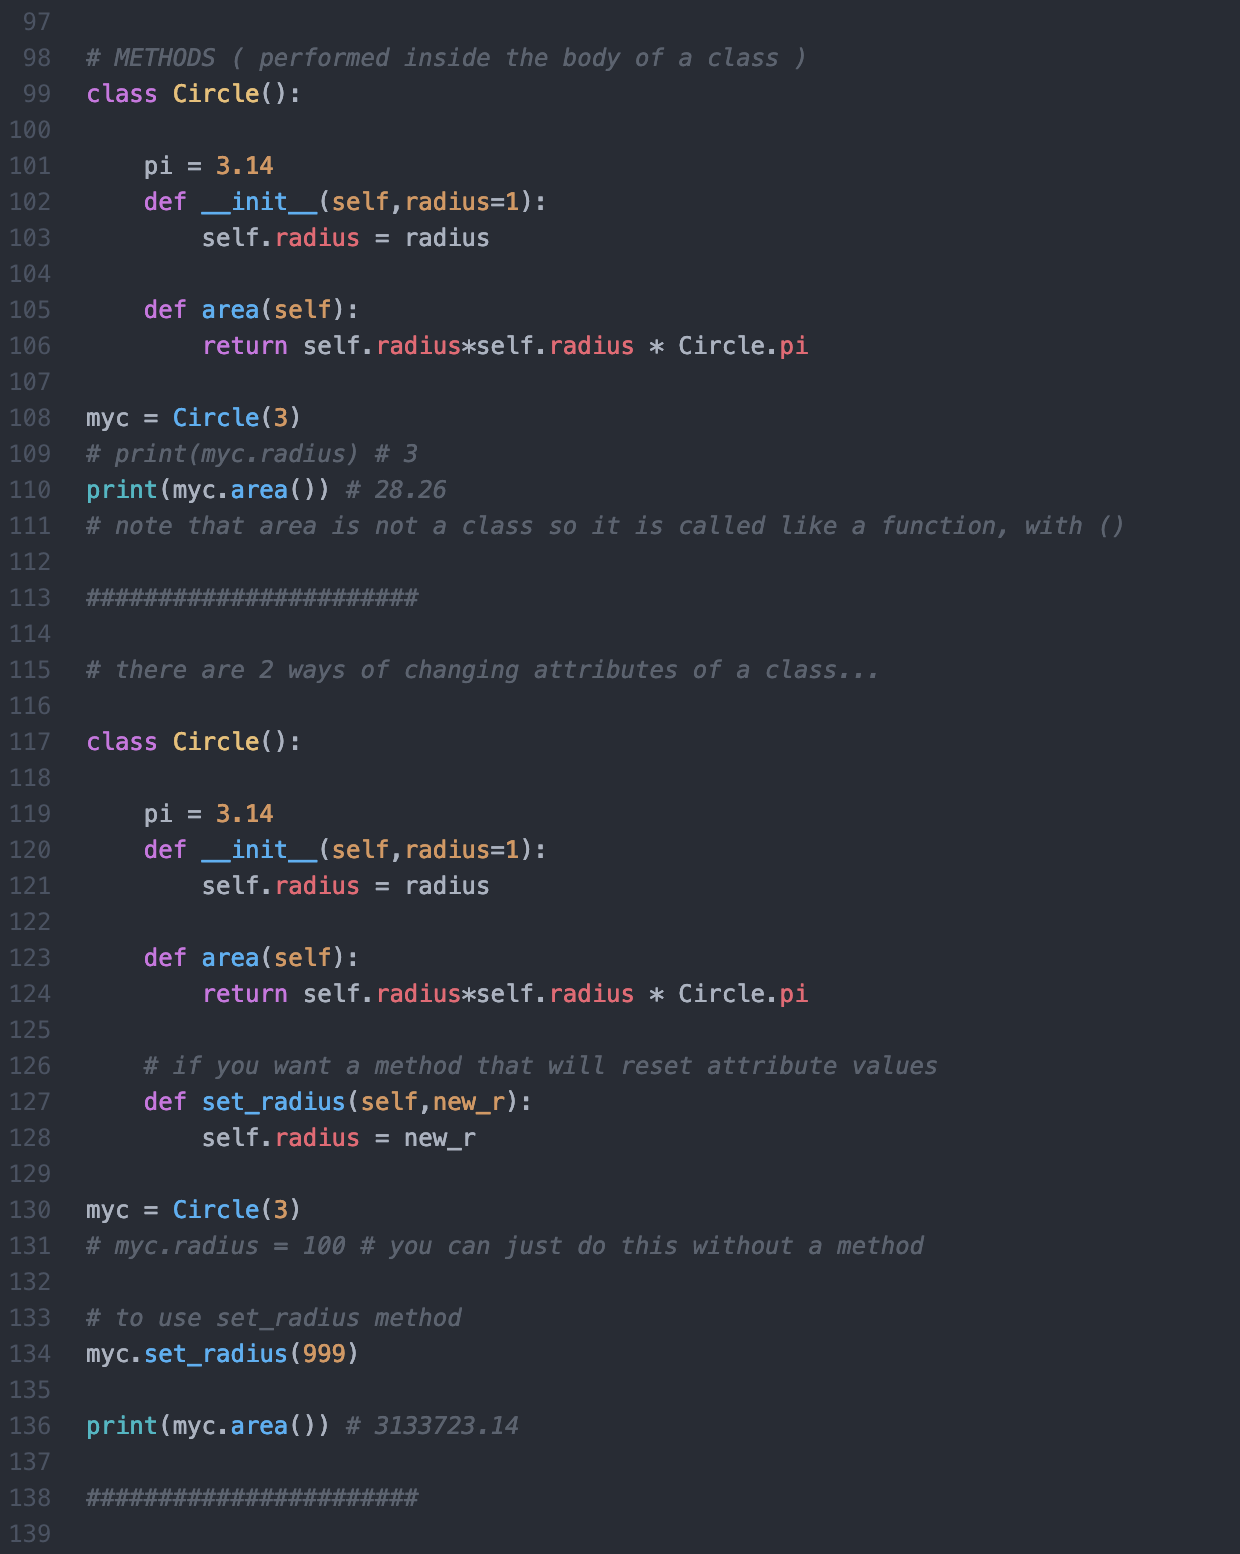 97
98 # METHODS ( performed inside the body of a class )
99 class Circle():
100
101     pi = 3.14
102     def __init__(self,radius=1):
103         self.radius = radius
104
105     def area(self):
106         return self.radius*self.radius * Circle.pi
107
108 myc = Circle(3)
109 # print(myc.radius) # 3
110 print(myc.area()) # 28.26
111 # note that area is not a class so it is called like a function, with ()
112
113 #######################
114
115 # there are 2 ways of changing attributes of a class...
116
117 class Circle():
118
119     pi = 3.14
120     def __init__(self,radius=1):
121         self.radius = radius
122
123     def area(self):
124         return self.radius*self.radius * Circle.pi
125
126     # if you want a method that will reset attribute values
127     def set_radius(self,new_r):
128         self.radius = new_r
129
130 myc = Circle(3)
131 # myc.radius = 100 # you can just do this without a method
132
133 # to use set_radius method
134 myc.set_radius(999)
135
136 print(myc.area()) # 3133723.14
137
138 #######################
139